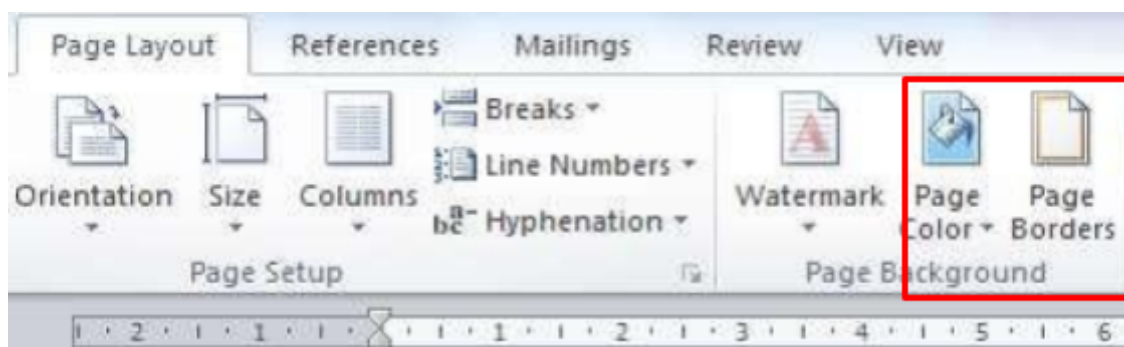 Page Layout References Mailings Review View
Breaks
Line Numbers
Hyphenation
Orientation Size Columns
Watermark
Page Color
Page Borders
Page Setup Page Background
2 1 1 2 3 4 5 6